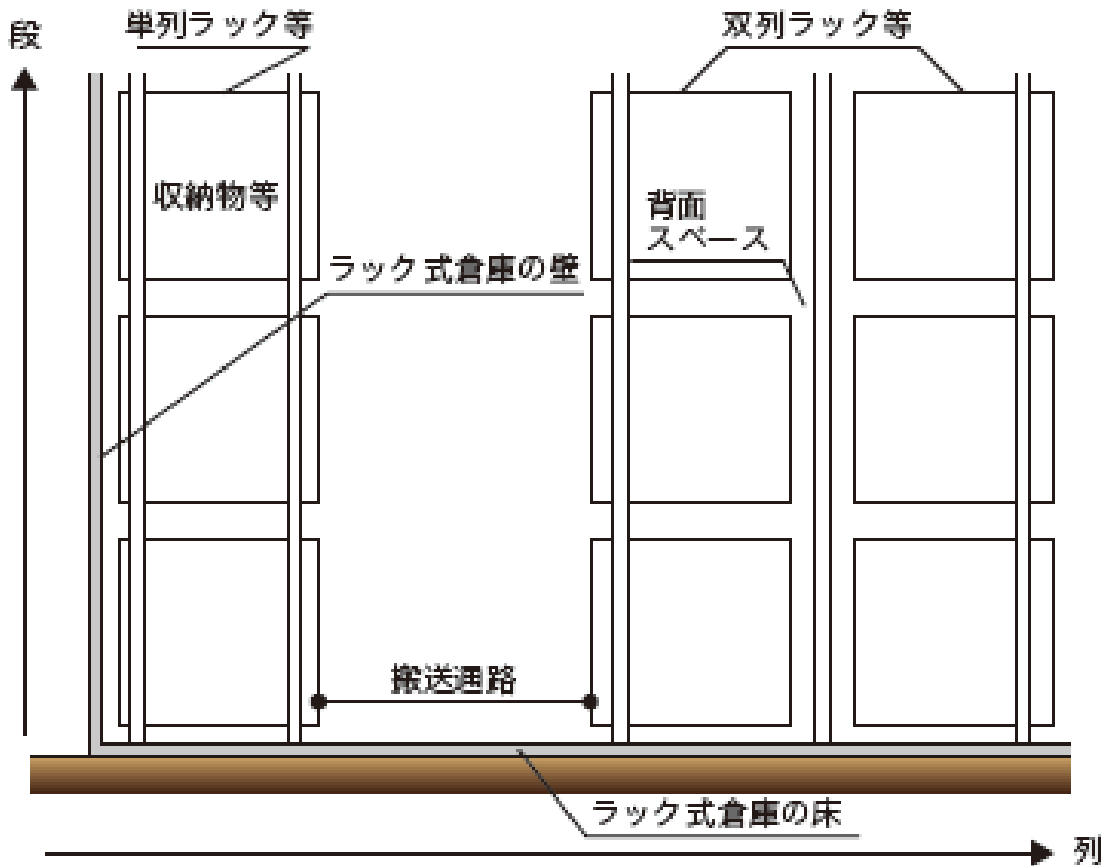 段
単列ラック等
双列ラック等
収納物等
背面
スペース
ラック式倉庫の壁
搬送通路
ラック式倉庫の床
列